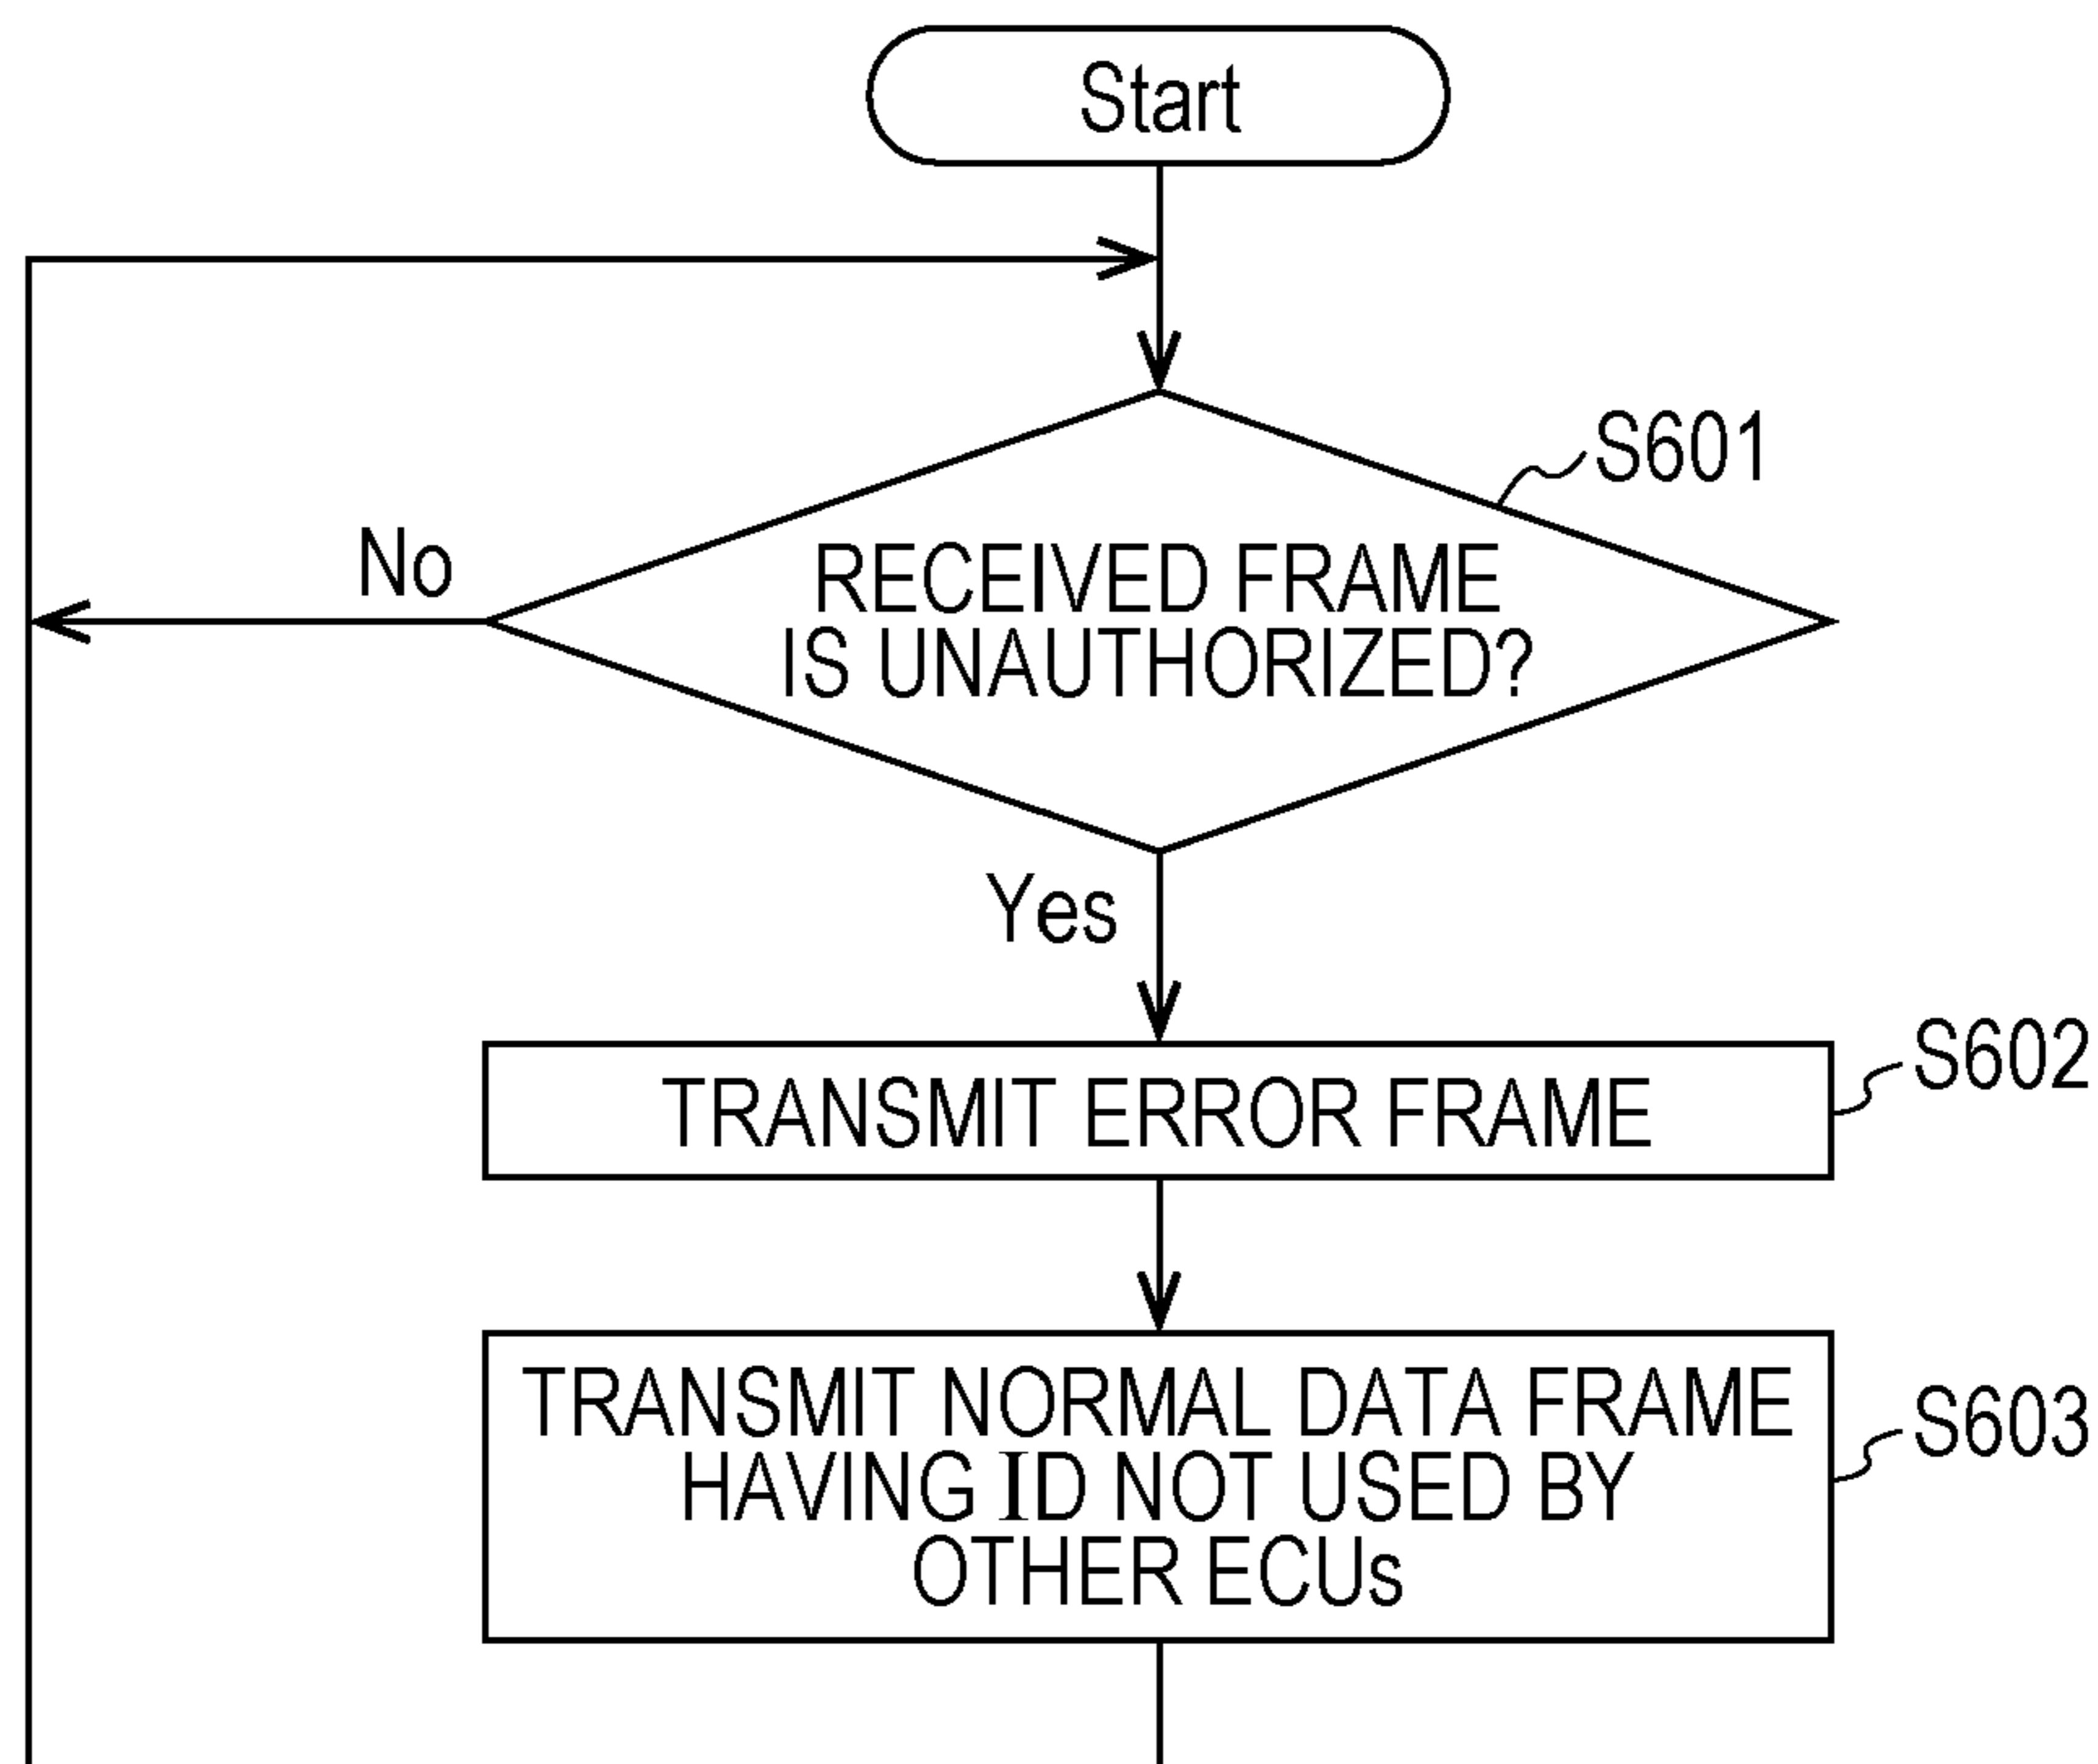 Start
S601
No
RECEIVED FRAME
IS UNAUTHORIZED?
Yes
S602
TRANSMIT ERROR FRAME
TRANSMIT NORMAL DATA FRAME
S603
HAVING ID NOT USED BY
OTHER ECUs